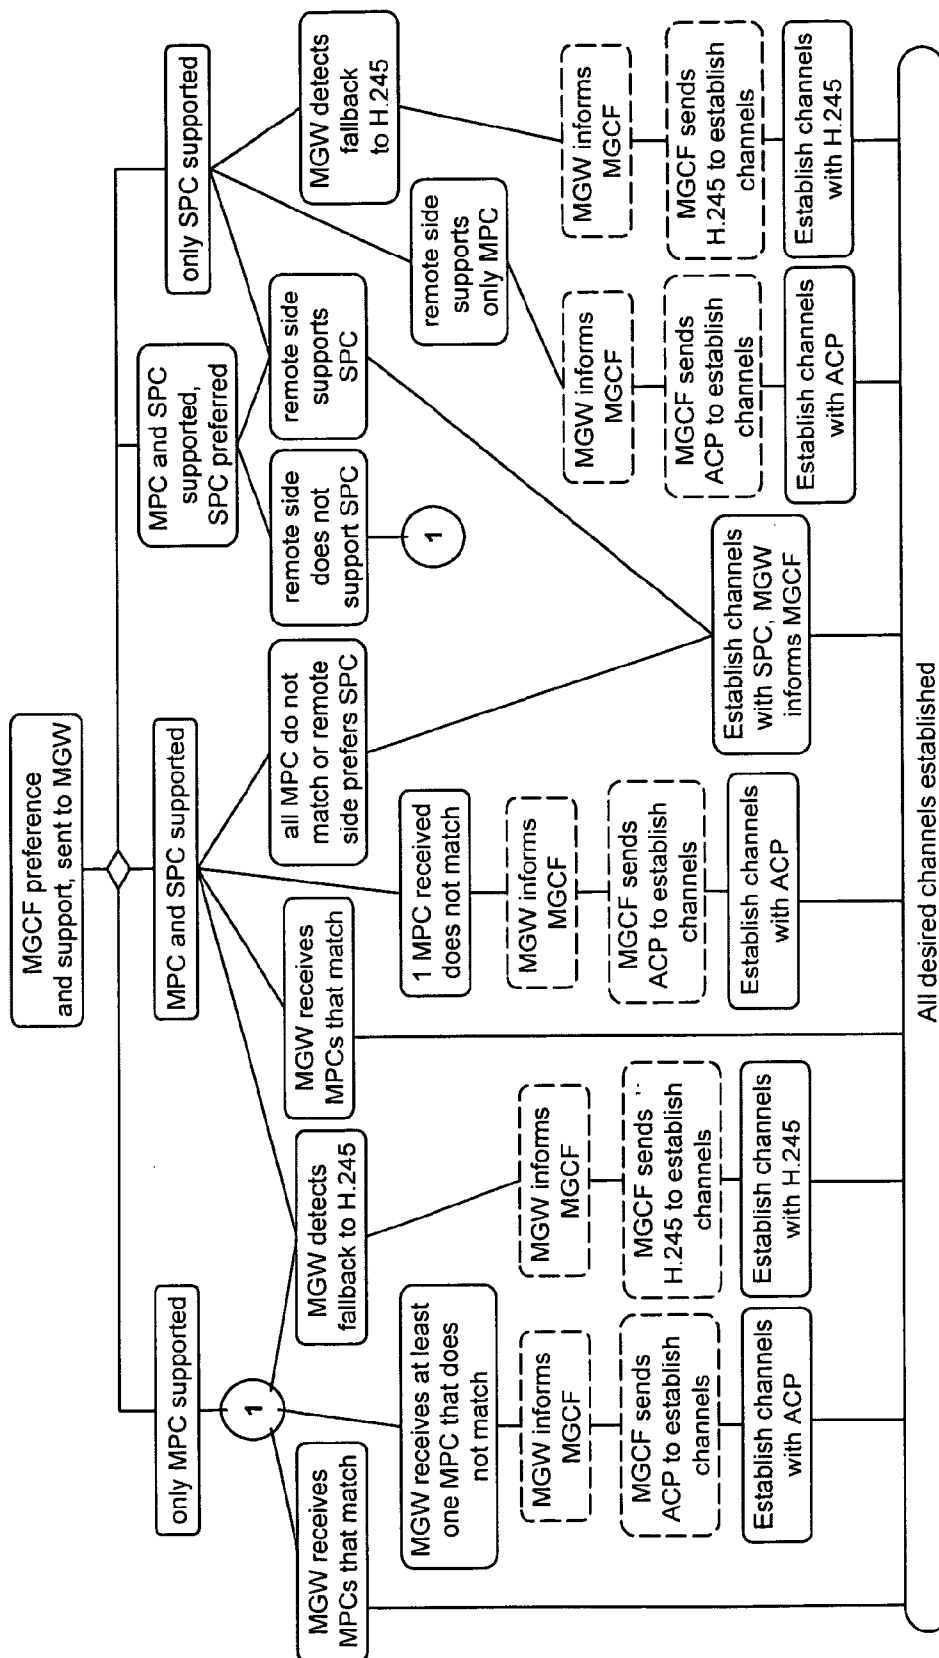 MGCF preference
and support, sent to MGW
only MPC supported
MPC and SPC supported
MPC and SPC
supported,
SPC preferred
only SPC supported
1
MGW receives
MPCs that match
MGW receives at least
one MPC that does
not match
MGW detects
fallback to H.245
MGW receives
MPCs that match
1 MPC received
does not match
all MPC do not
match or remote
side prefers SPC
remote side
does not
support SPC
1
remote side
supports
SPC
remote side
supports
only MPC
MGW detects
fallback
to H.245
MGW informs
MGCF
MGCF sends
ACP to establish
channels
Establish channels
with ACP
MGW informs
MGCF
MGCF sends
H.245 to establish
channels
Establish channels
with H.245
MGW informs
MGCF
MGCF sends
ACP to establish
channels
Establish channels
with ACP
Establish channels
with SPC, MGW
informs MGCF
MGW informs
MGCF
MGCF sends
ACP to establish
channels
Establish channels
with ACP
MGW informs
MGCF
MGCF sends
H.245 to establish
channels
Establish channels
with H.245
All desired channels established